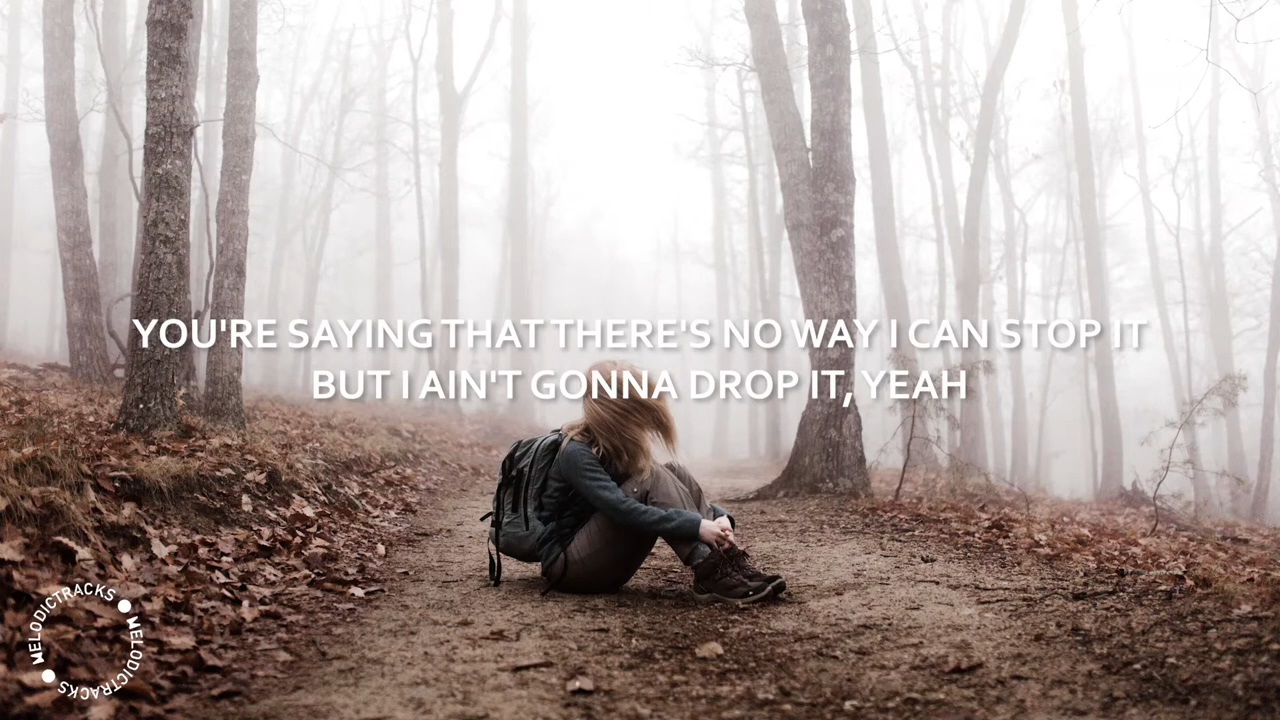 YOU'RE SAYING THAT THERE'S NO WAY I CAN STOP IT
BUT I AIN'T GONNA DROP IT, YEAH
MELODICTRACKS
MELODICTRACKS